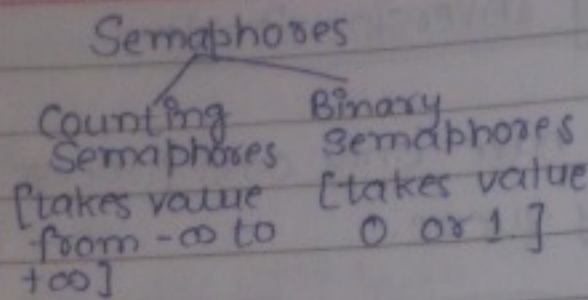 Semaphores
Counting
Semaphores
[takes value
from -∞ to
+∞]
Binary
Semaphores
[takes value
0 or 1]